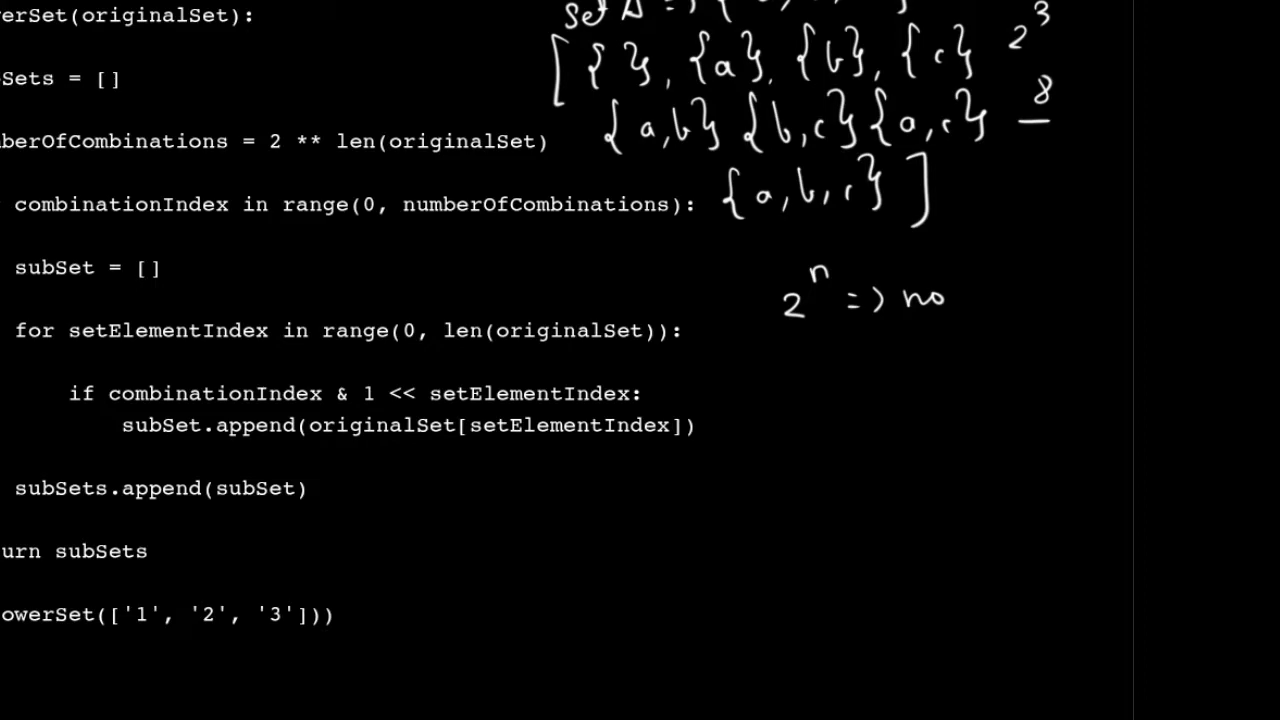 erSet(originalSet):
Sets = []
berOfCombinations = 2 ** len(originalSet)
combinationIndex in range(0, numberOfCombinations):
subSet = []
for setElementIndex in range(0, len(originalSet)):
if combinationIndex & 1 << setElementIndex:
subSet.append(originalSet[setElementIndex])
subSets.append(subSet)
urn subSets
owerSet(['1', '2', '3']))
Set A =>
[{ }, {a}, {b}, {c} 2^3
{a,b} {b,c} {a,c} 8
{a,b,c}]
2^n => no